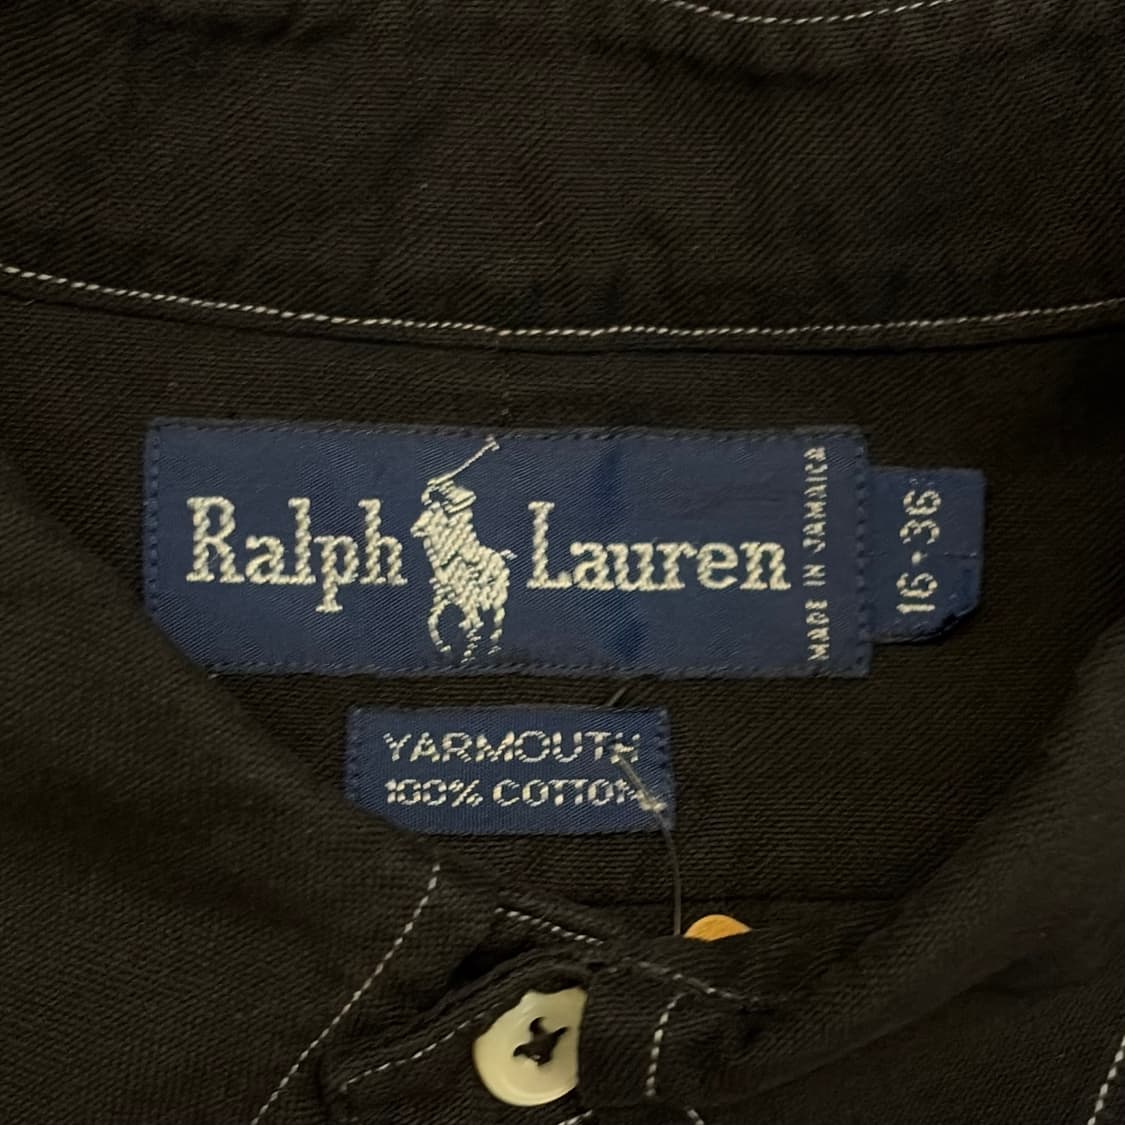 Ralph Lauren
MADE IN JAMAICA
16-36
YARMOUTH
100% COTTON